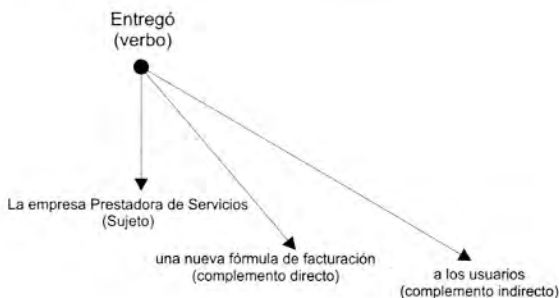 Entregó
(verbo)
La empresa Prestadora de Servicios
(Sujeto)
una nueva fórmula de facturación
(complemento directo)
a los usuarios
(complemento indirecto)